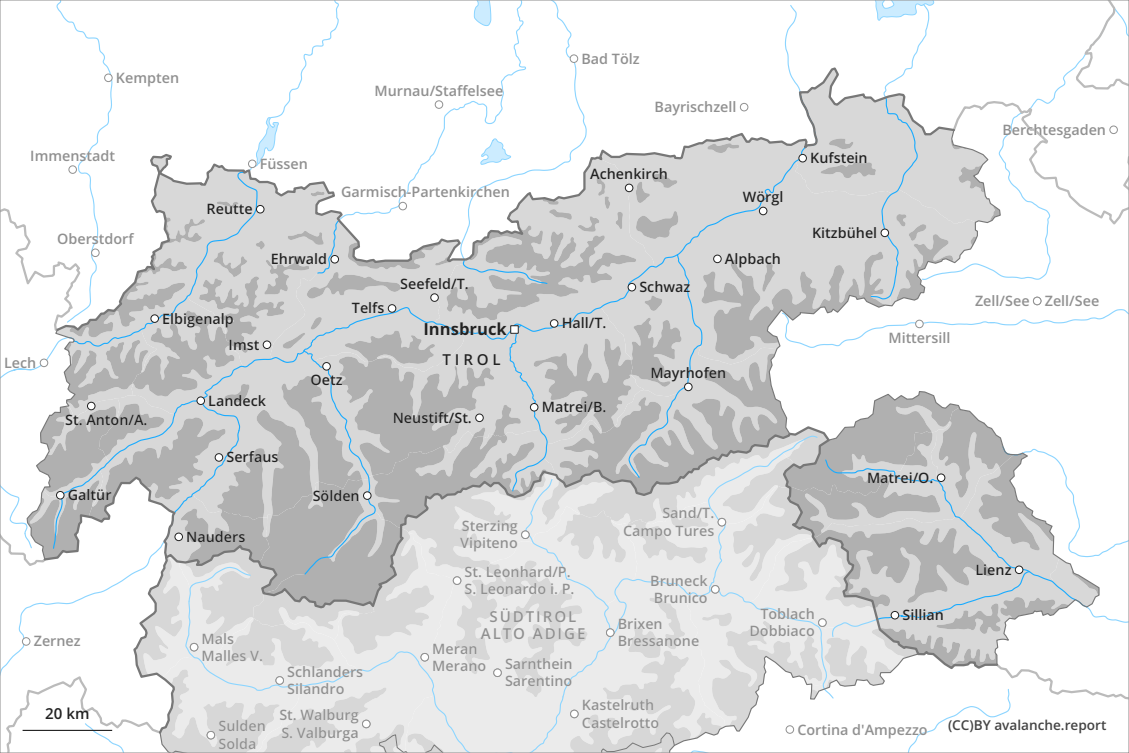 Kempten
Bad Tölz
Murnau/Staffelsee
Bayrischzell
Berchtesgaden
Immenstadt
Füssen
Kufstein
Achenkirch
Garmisch-Partenkirchen
Wörgl
Reutte
Kitzbühel
Oberstdorf
Ehrwald
Alpbach
Seefeld/T.
Schwaz
Zell/See
Zell/See
Telfs
Elbigenalp
Innsbruck
Hall/T.
Mittersill
Imst
TIROL
Lech
Oetz
Mayrhofen
Landeck
St. Anton/A.
Neustift/St.
Matrei/B.
Serfaus
Matrei/O.
Galtür
Sölden
Sand/T.
Campo Tures
Sterzing
Vipiteno
Nauders
Lienz
St. Leonhard/P.
S. Leonardo i. P.
Bruneck
Brunico
SÜDTIROL
ALTO ADIGE
Toblach
Dobbiaco
Sillian
Brixen
Bressanone
Zernez
Mals
Malles V.
Meran
Merano
Sarnthein
Sarentino
Schlanders
Silandro
Kastelruth
Castelrotto
20 km
St. Walburg
S. Valburga
Sulden
Solda
Cortina d'Ampezzo
(CC)BY avalanche.report